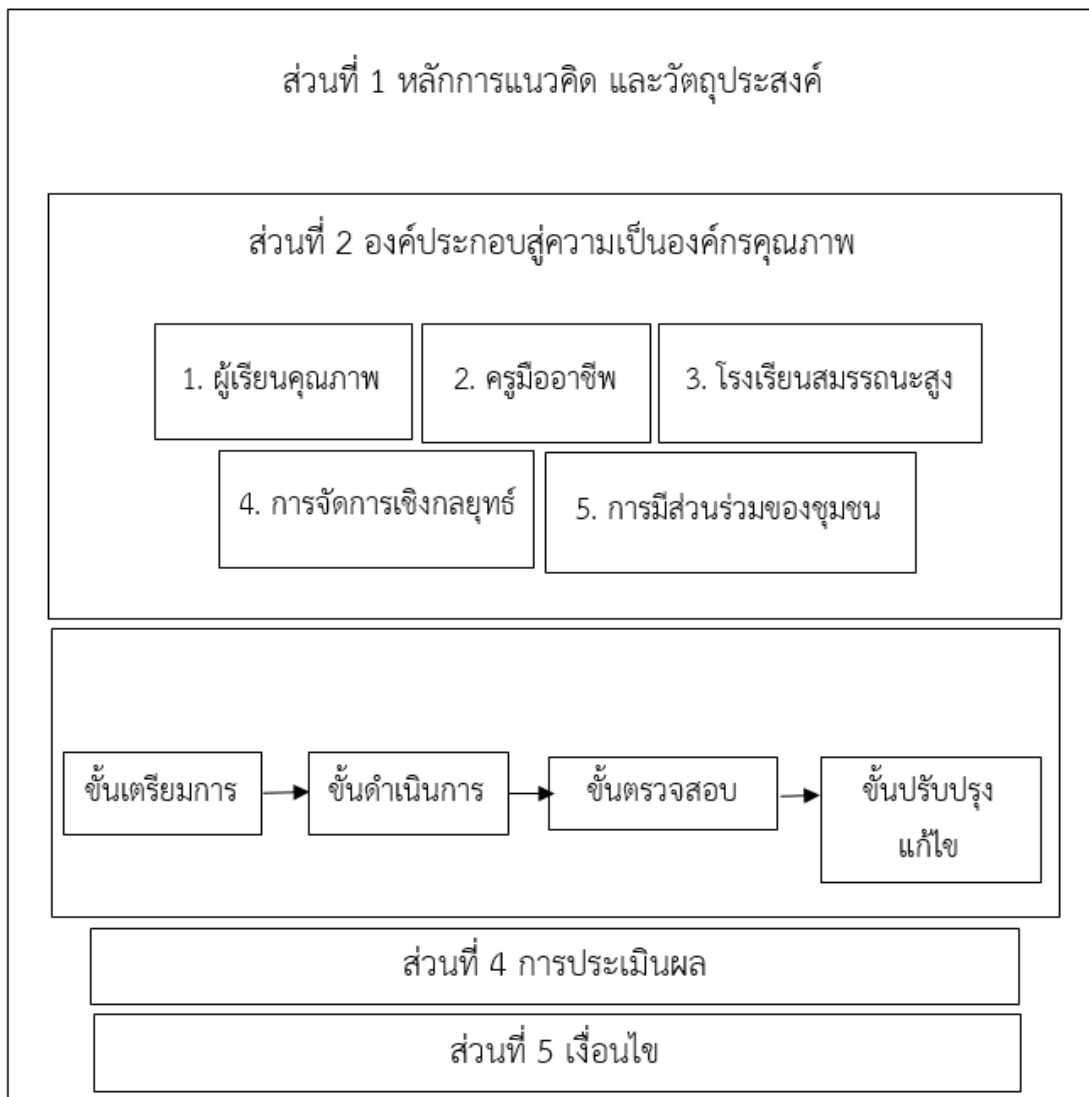 ส่วนที่ 1 หลักการแนวคิด และวัตถุประสงค์
ส่วนที่ 2 องค์ประกอบสู่ความเป็นองค์กรคุณภาพ
1. ผู้เรียนคุณภาพ
2. ครูมืออาชีพ
3. โรงเรียนสมรรถนะสูง
4. การจัดการเชิงกลยุทธ์
5. การมีส่วนร่วมของชุมชน
ขั้นเตรียมการ
ขั้นดำเนินการ
ขั้นตรวจสอบ
ขั้นปรับปรุง
แก้ไข
ส่วนที่ 4 การประเมินผล
ส่วนที่ 5 เงื่อนไข